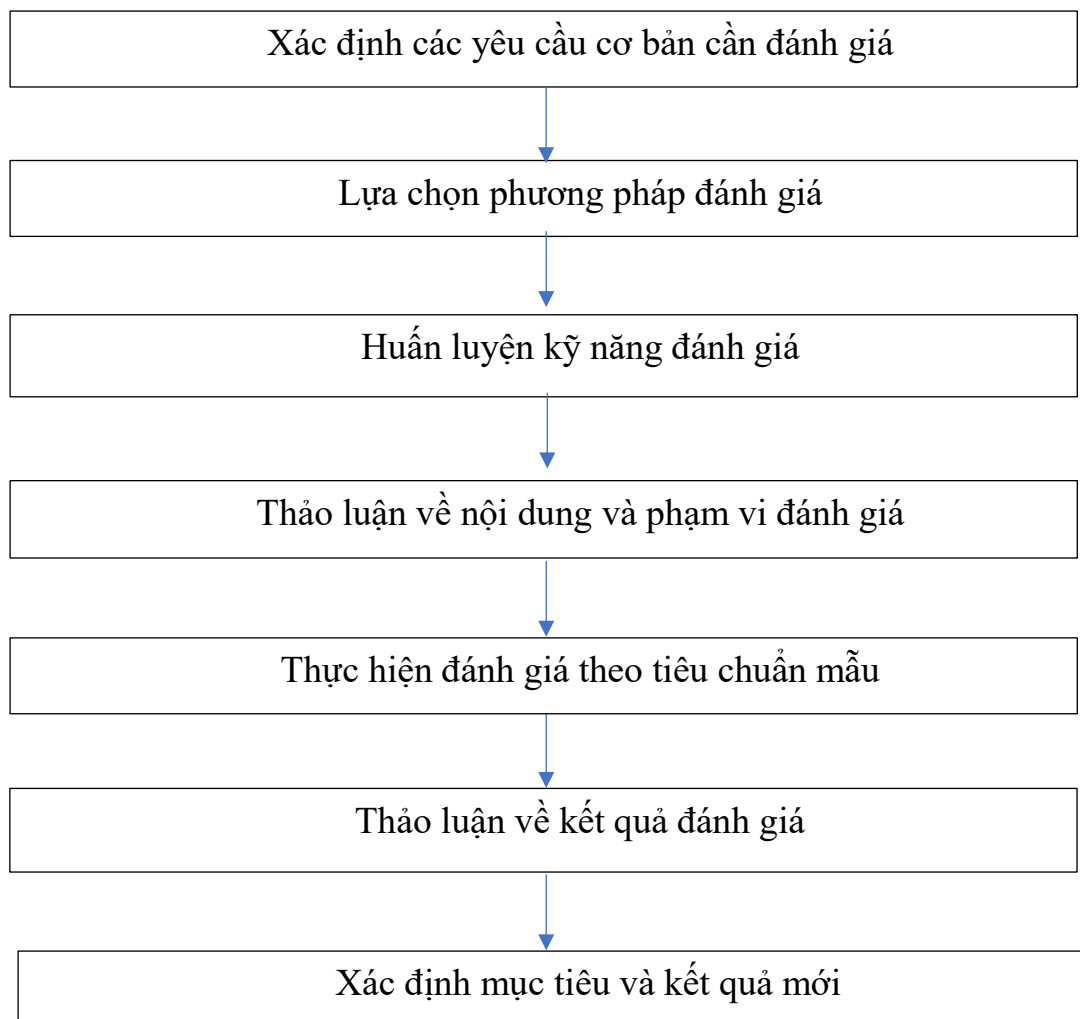 Xác định các yêu cầu cơ bản cần đánh giá
Lựa chọn phương pháp đánh giá
Huấn luyện kỹ năng đánh giá
Thảo luận về nội dung và phạm vi đánh giá
Thực hiện đánh giá theo tiêu chuẩn mẫu
Thảo luận về kết quả đánh giá
Xác định mục tiêu và kết quả mới